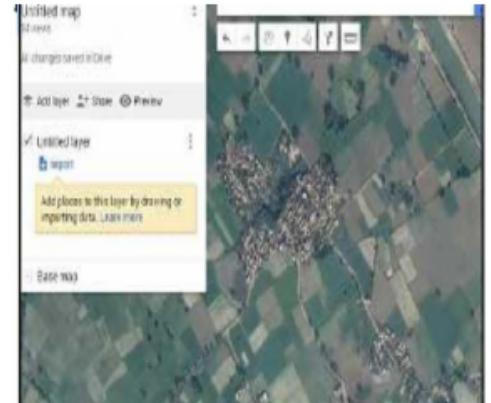 Untitled map
All changes saved in Drive
Add layer Share Preview
Untitled layer
Import
Add places to this layer by drawing or
importing data. Learn more
Base map